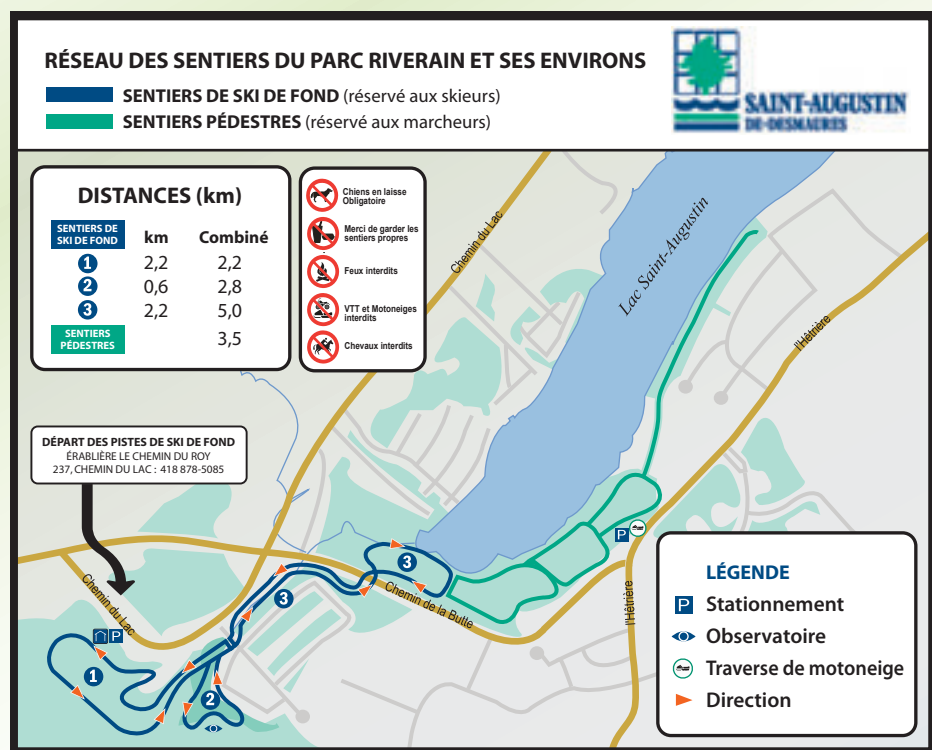 RÉSEAU DES SENTIERS DU PARC RIVERAIN ET SES ENVIRONS
SENTIERS DE SKI DE FOND (réservé aux skieurs)
SENTIERS PÉDESTRES (réservé aux marcheurs)
SAINT-AUGUSTIN
DE-DESMAURES
DISTANCES (km)
SENTIERS DE
SKI DE FOND km Combiné
1 2,2 2,2
2 0,6 2,8
3 2,2 5,0
SENTIERS
PÉDESTRES 3,5
Chiens en laisse
Obligatoire
Merci de garder les
sentiers propres
Feux interdits
VTT et Motoneiges
interdits
Chevaux interdits
Chemin du Lac
Lac Saint-Augustin
l'Hêtrière
DÉPART DES PISTES DE SKI DE FOND
ÉRABLIÈRE LE CHEMIN DU ROY
237, CHEMIN DU LAC : 418 878-5085
Chemin du Lac
Chemin de la Butte
l'Hêtrière
P
P
1
2
3
3
LÉGENDE
P Stationnement
Observatoire
Traverse de motoneige
Direction